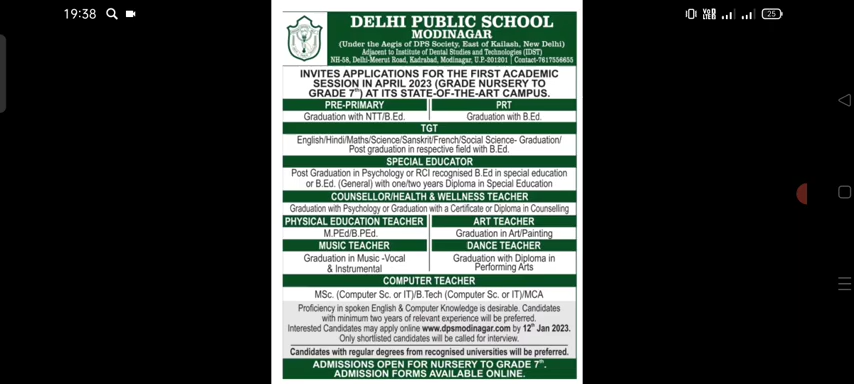 19:38
25
DELHI PUBLIC SCHOOL
MODINAGAR
(Under the Aegis of DPS Society, East of Kailash, New Delhi)
Adjacent to Institute of Dental Studies and Technologies (IDST)
NH-58, Delhi-Meerut Road, Kadrabad, Modinagar, U.P.-201201 | Contact-7617556655
INVITES APPLICATIONS FOR THE FIRST ACADEMIC
SESSION IN APRIL 2023 (GRADE NURSERY TO
GRADE 7th) AT ITS STATE-OF-THE-ART CAMPUS.
PRE-PRIMARY
Graduation with NTT/B.Ed.
PRT
Graduation with B.Ed.
TGT
English/Hindi/Maths/Science/Sanskrit/French/Social Science- Graduation/
Post graduation in respective field with B.Ed.
SPECIAL EDUCATOR
Post Graduation in Psychology or RCI recognised B.Ed in special education
or B.Ed. (General) with one/two years Diploma in Special Education
COUNSELLOR/HEALTH & WELLNESS TEACHER
Graduation with Psychology or Graduation with a Certificate or Diploma in Counselling
PHYSICAL EDUCATION TEACHER
M.PEd/B.PEd.
ART TEACHER
Graduation in Art/Painting
MUSIC TEACHER
Graduation in Music -Vocal
& Instrumental
DANCE TEACHER
Graduation with Diploma in
Performing Arts
COMPUTER TEACHER
MSc. (Computer Sc. or IT)/B.Tech (Computer Sc. or IT)/MCA
Proficiency in spoken English & Computer Knowledge is desirable. Candidates
with minimum two years of relevant experience will be preferred.
Interested Candidates may apply online www.dpsmodinagar.com by 12th Jan 2023.
Only shortlisted candidates will be called for interview.
Candidates with regular degrees from recognised universities will be preferred.
ADMISSIONS OPEN FOR NURSERY TO GRADE 7th.
ADMISSION FORMS AVAILABLE ONLINE.